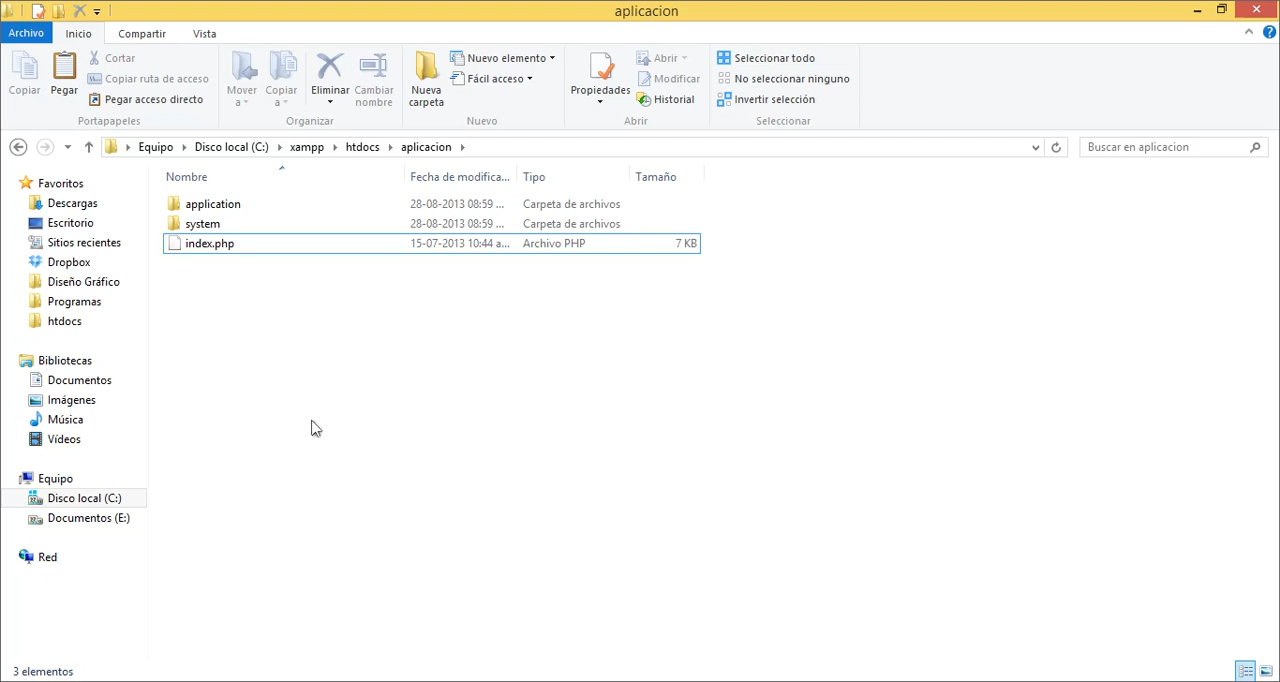 aplicacion
Archivo Inicio Compartir Vista
Copiar
Pegar
Cortar
Copiar ruta de acceso
Pegar acceso directo
Portapapeles
Mover a
Copiar a
Eliminar
Cambiar nombre
Organizar
Nueva carpeta
Nuevo elemento
Fácil acceso
Nuevo
Propiedades
Abrir
Modificar
Historial
Abrir
Seleccionar todo
No seleccionar ninguno
Invertir selección
Seleccionar
Equipo Disco local (C:) xampp htdocs aplicacion
Buscar en aplicacion
Favoritos
Descargas
Escritorio
Sitios recientes
Dropbox
Diseño Gráfico
Programas
htdocs
Bibliotecas
Documentos
Imágenes
Música
Vídeos
Equipo
Disco local (C:)
Documentos (E:)
Red
Nombre Fecha de modifica... Tipo Tamaño
application 28-08-2013 08:59 ... Carpeta de archivos
system 28-08-2013 08:59 ... Carpeta de archivos
index.php 15-07-2013 10:44 a... Archivo PHP 7 KB
3 elementos